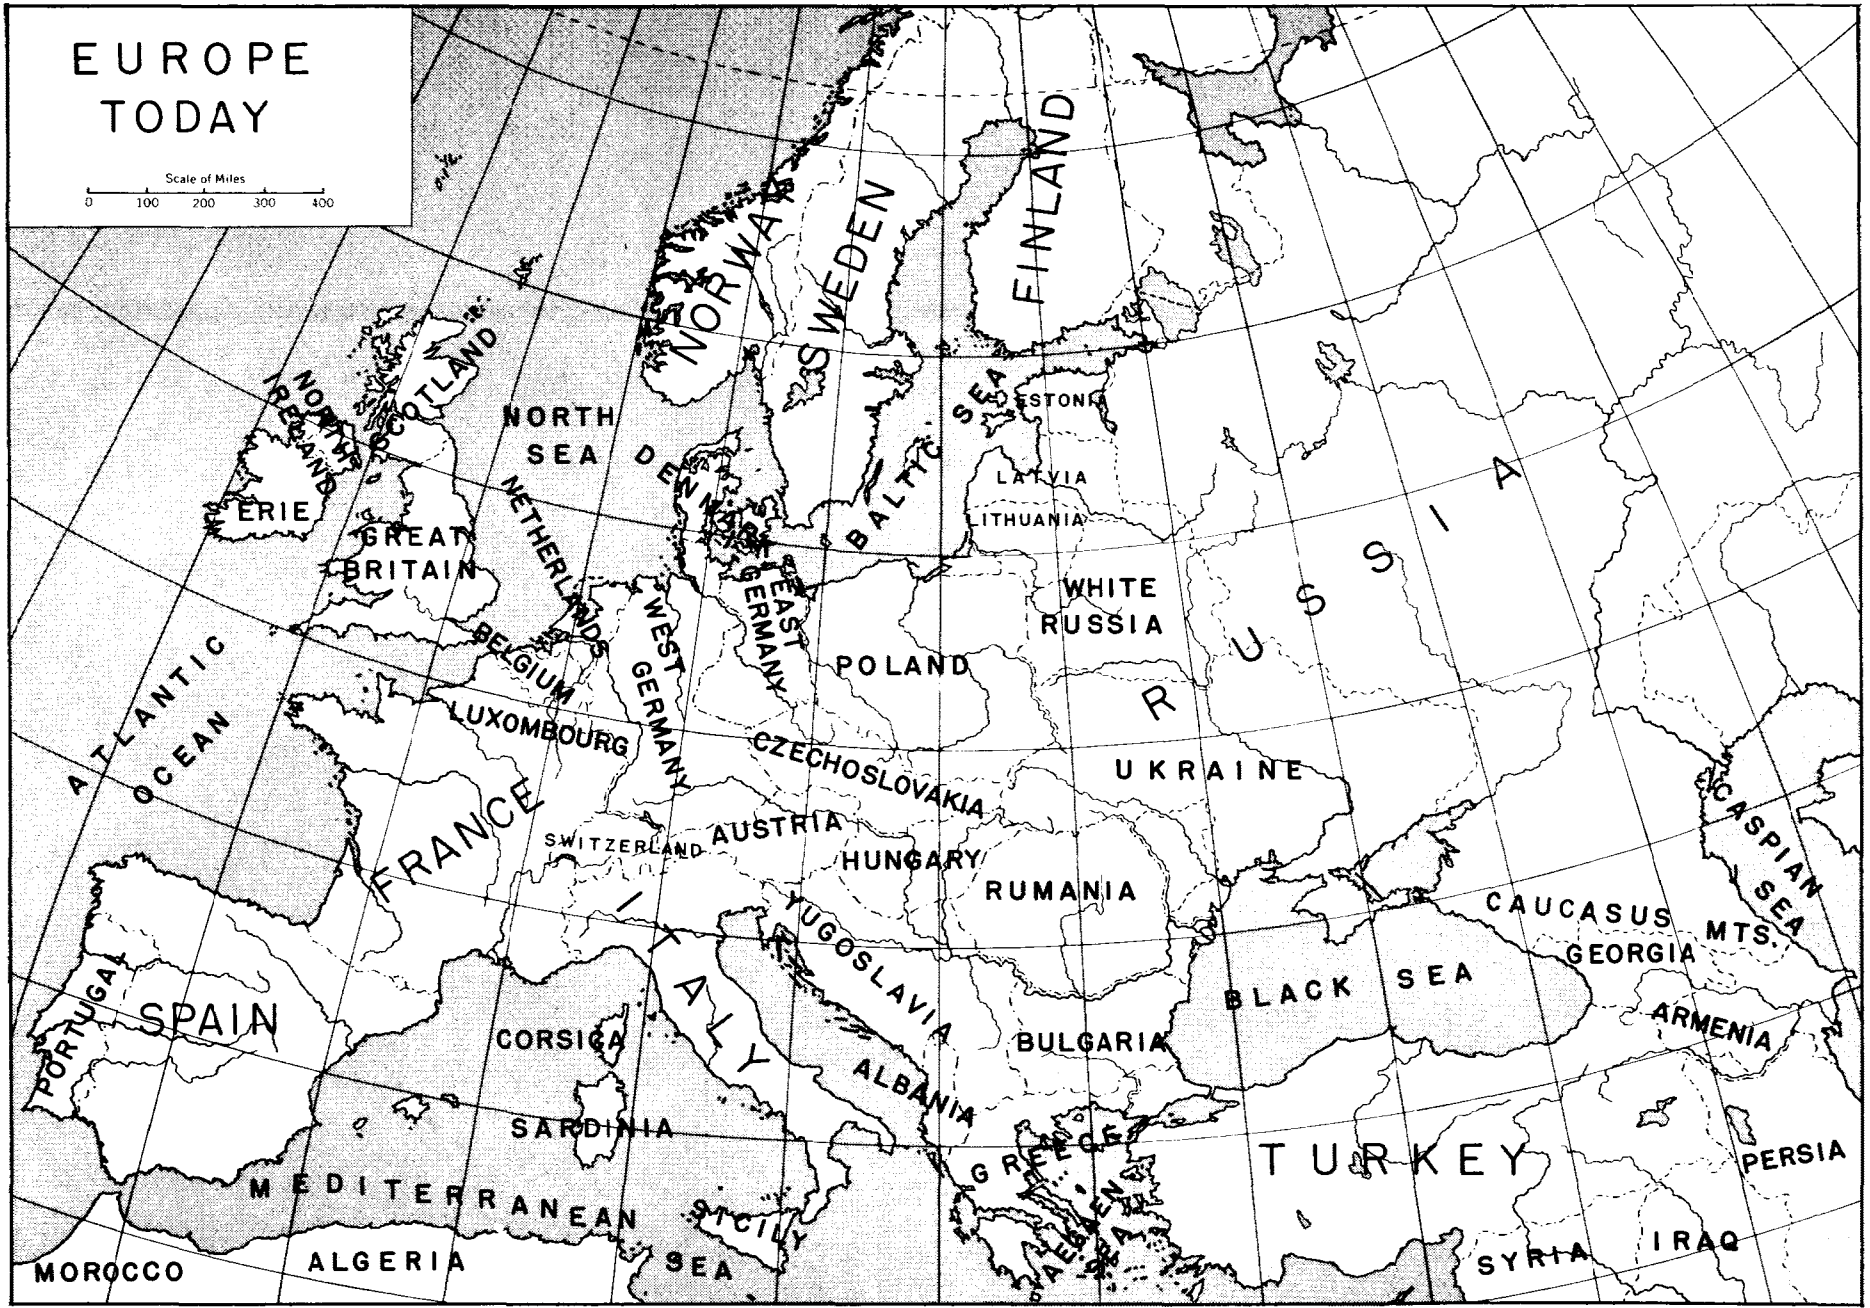 EUROPE
TODAY
Scale of Miles
0 100 200 300 400
NORWAY
SWEDEN
FINLAND
SCOTLAND
NORTH
IRELAND
ERIE
GREAT
BRITAIN
NORTH
SEA
DENMARK
BALTIC SEA
ESTONIA
LATVIA
LITHUANIA
WHITE
RUSSIA
RUSSIA
NETHERLANDS
BELGIUM
LUXOMBOURG
WEST
GERMANY
EAST
GERMANY
POLAND
ATLANTIC
OCEAN
CZECHOSLOVAKIA
UKRAINE
FRANCE
SWITZERLAND
AUSTRIA
HUNGARY
RUMANIA
ITALY
YUGOSLAVIA
CASPIAN
SEA
CAUCASUS MTS.
GEORGIA
ARMENIA
BLACK SEA
PORTUGAL
SPAIN
CORSICA
SARDINIA
BULGARIA
ALBANIA
GREECE
AEGAEN
SEA
TURKEY
PERSIA
MEDITERRANEAN
SEA
SICILY
MOROCCO
ALGERIA
SYRIA
IRAQ